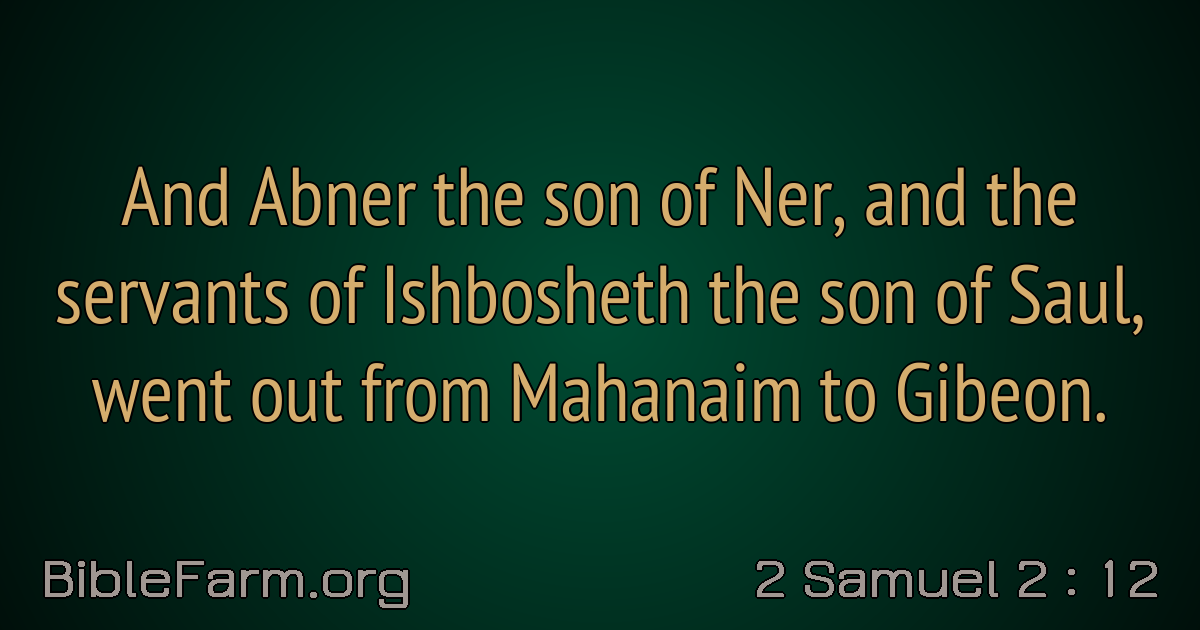 And Abner the son of Ner, and the
servants of Ishbosheth the son of Saul,
went out from Mahanaim to Gibeon.
BibleFarm.org
2 Samuel 2 : 12